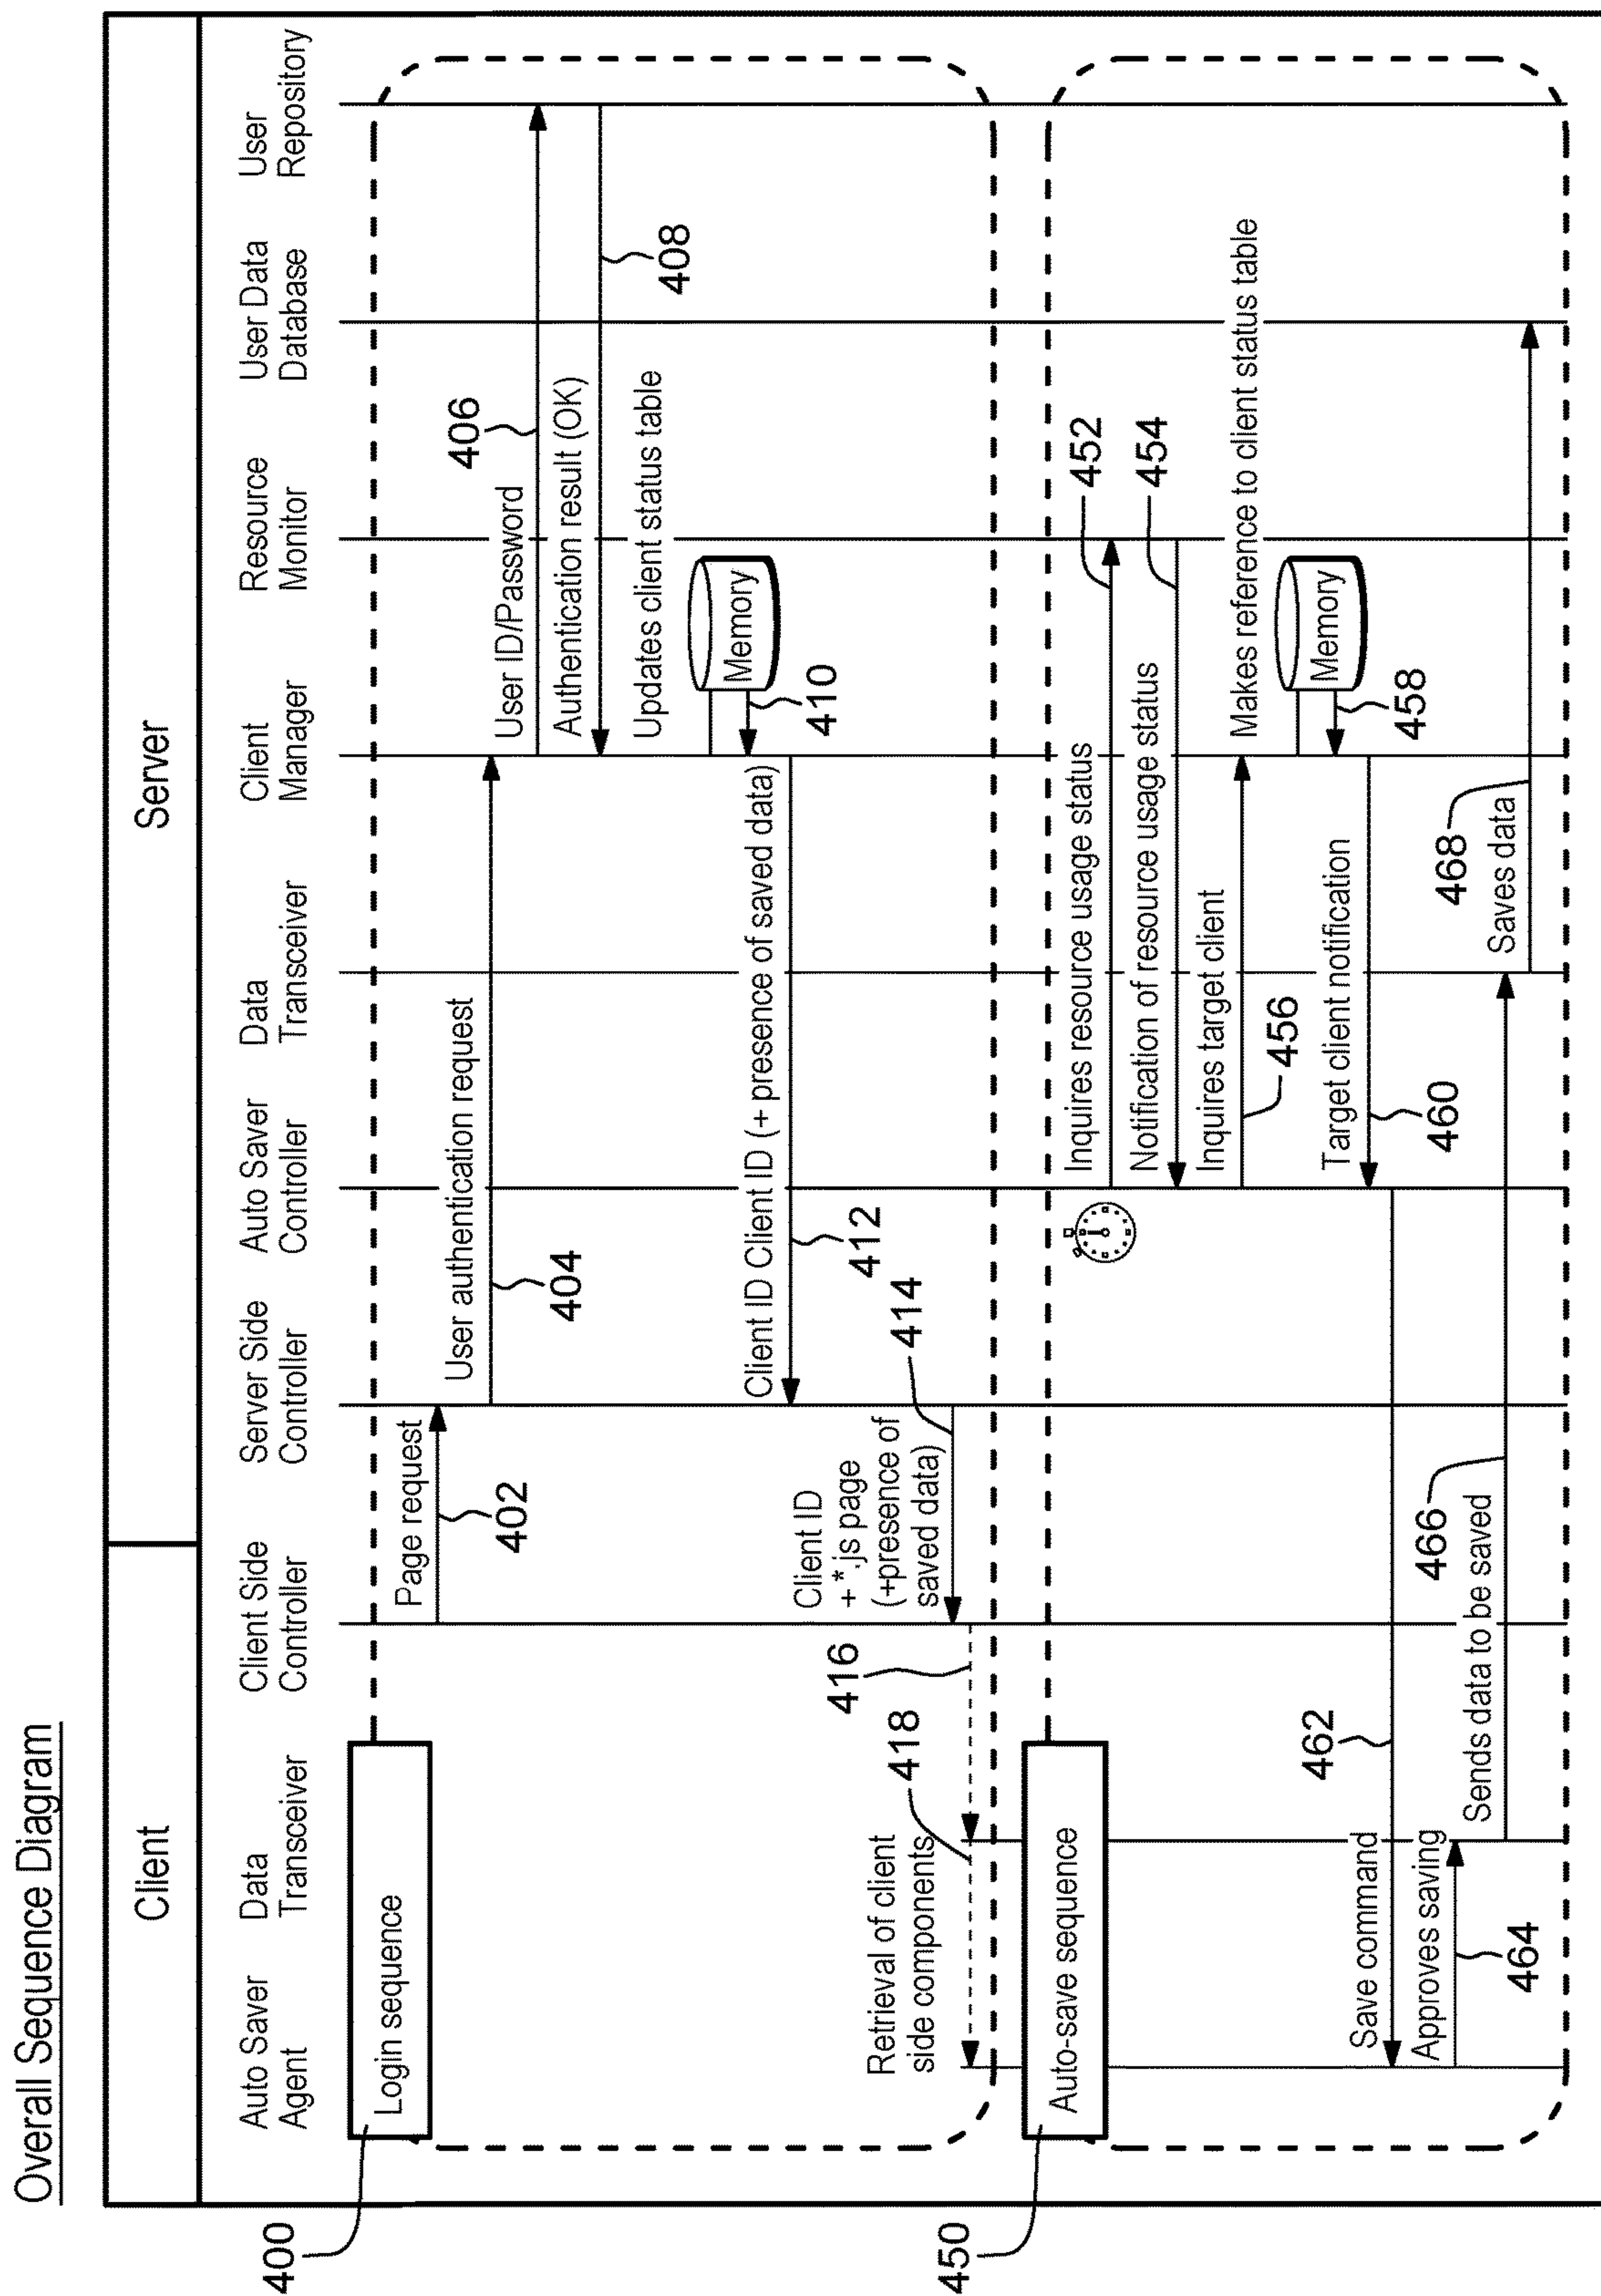 Overall Sequence Diagram
Client
Server
Auto Saver
Agent
Data
Transceiver
Client Side
Controller
Server Side
Controller
Auto Saver
Controller
Data
Transceiver
Client
Manager
Resource
Monitor
User Data
Database
User
Repository
400
Login sequence
Page request
402
User authentication request
404
User ID/Password
406
Authentication result (OK)
408
Updates client status table
Memory
410
Client ID Client ID (+ presence of saved data)
412
Client ID
+ *.js page
(+presence of
saved data)
414
416
Retrieval of client
side components
418
450
Auto-save sequence
Inquires resource usage status
452
Notification of resource usage status
454
Inquires target client
456
Makes reference to client status table
Memory
458
Target client notification
460
Save command
462
Approves saving
464
Sends data to be saved
466
Saves data
468